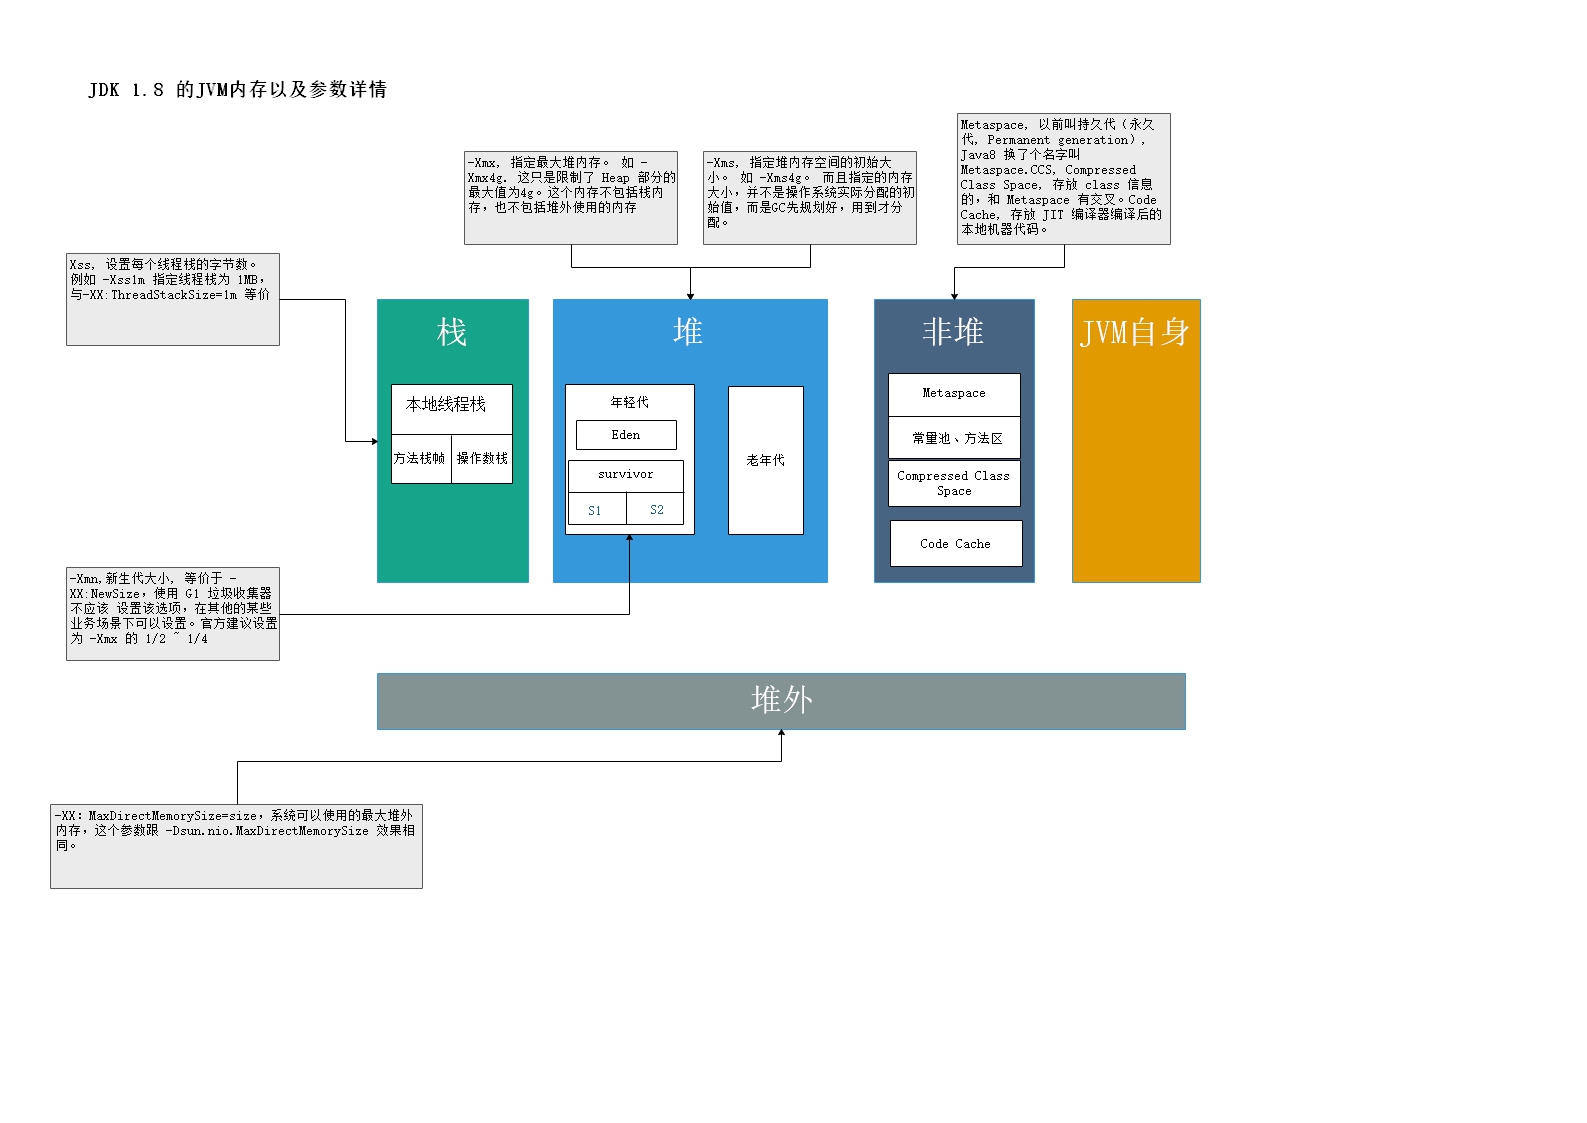 JDK 1.8 的JVM内存以及参数详情
Metaspace, 以前叫持久代（永久
代, Permanent generation）,
Java8 换了个名字叫
Metaspace.CCS, Compressed
Class Space, 存放 class 信息
的，和 Metaspace 有交叉。Code
Cache, 存放 JIT 编译器编译后的
本地机器代码。
-Xmx, 指定最大堆内存。 如 -
Xmx4g. 这只是限制了 Heap 部分的
最大值为4g。这个内存不包括栈内
存，也不包括堆外使用的内存
-Xms, 指定堆内存空间的初始大
小。 如 -Xms4g。 而且指定的内存
大小，并不是操作系统实际分配的初
始值，而是GC先规划好，用到才分
配。
Xss, 设置每个线程栈的字节数。
例如 -Xss1m 指定线程栈为 1MB，
与-XX:ThreadStackSize=1m 等价
栈
堆
非堆
JVM自身
本地线程栈
方法栈帧
操作数栈
年轻代
Eden
survivor
S1
S2
老年代
Metaspace
常量池、方法区
Compressed Class
Space
Code Cache
-Xmn,新生代大小, 等价于 -
XX:NewSize，使用 G1 垃圾收集器
不应该 设置该选项，在其他的某些
业务场景下可以设置。官方建议设置
为 -Xmx 的 1/2 ~ 1/4
堆外
-XX：MaxDirectMemorySize=size，系统可以使用的最大堆外
内存，这个参数跟 -Dsun.nio.MaxDirectMemorySize 效果相
同。